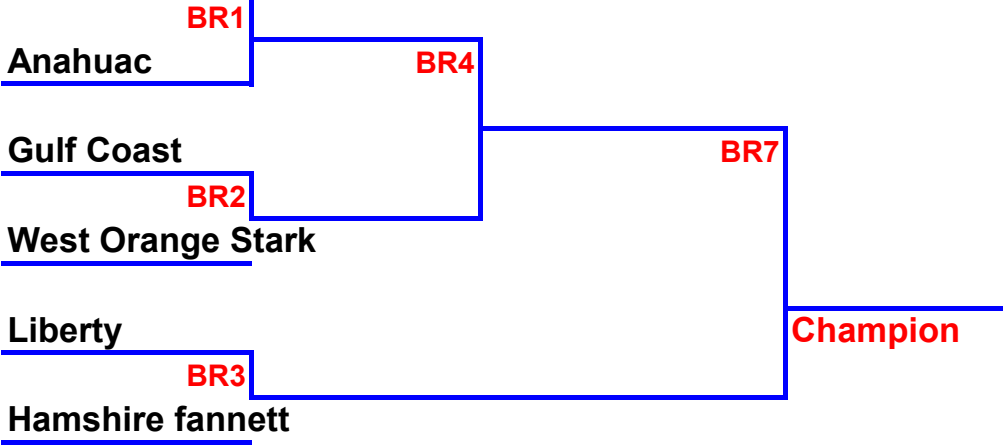 BR1
Anahuac
BR4
Gulf Coast
BR7
BR2
West Orange Stark
Liberty
Champion
BR3
Hamshire fannett